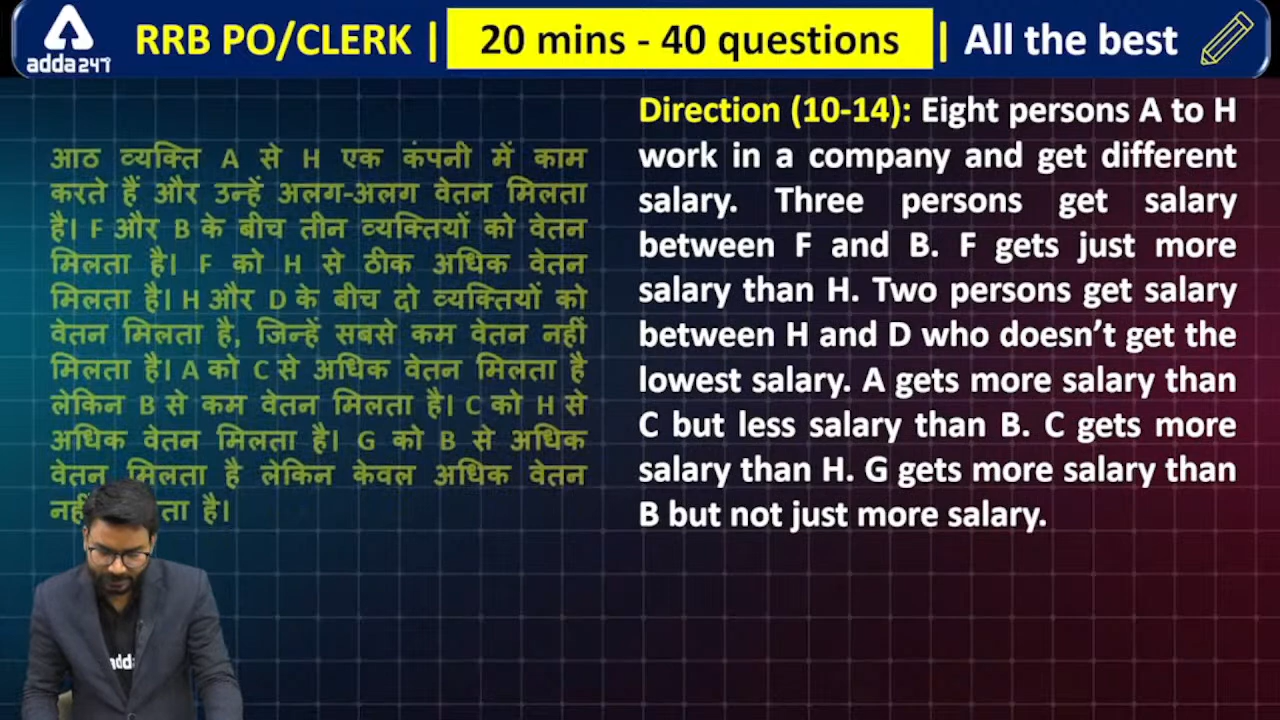 adda247
RRB PO/CLERK | 20 mins - 40 questions | All the best
आठ व्यक्ति A से H एक कंपनी में काम
करते हैं और उन्हें अलग-अलग वेतन मिलता
है। F और B के बीच तीन व्यक्तियों को वेतन
मिलता है। F को H से ठीक अधिक वेतन
मिलता है। H और D के बीच दो व्यक्तियों को
वेतन मिलता है, जिन्हें सबसे कम वेतन नहीं
मिलता है। A को C से अधिक वेतन मिलता है
लेकिन B से कम वेतन मिलता है। C को H से
अधिक वेतन मिलता है। G को B से अधिक
वेतन मिलता है लेकिन केवल अधिक वेतन
है।
Direction (10-14): Eight persons A to H
work in a company and get different
salary. Three persons get salary
between F and B. F gets just more
salary than H. Two persons get salary
between H and D who doesn’t get the
lowest salary. A gets more salary than
C but less salary than B. C gets more
salary than H. G gets more salary than
B but not just more salary.
adda